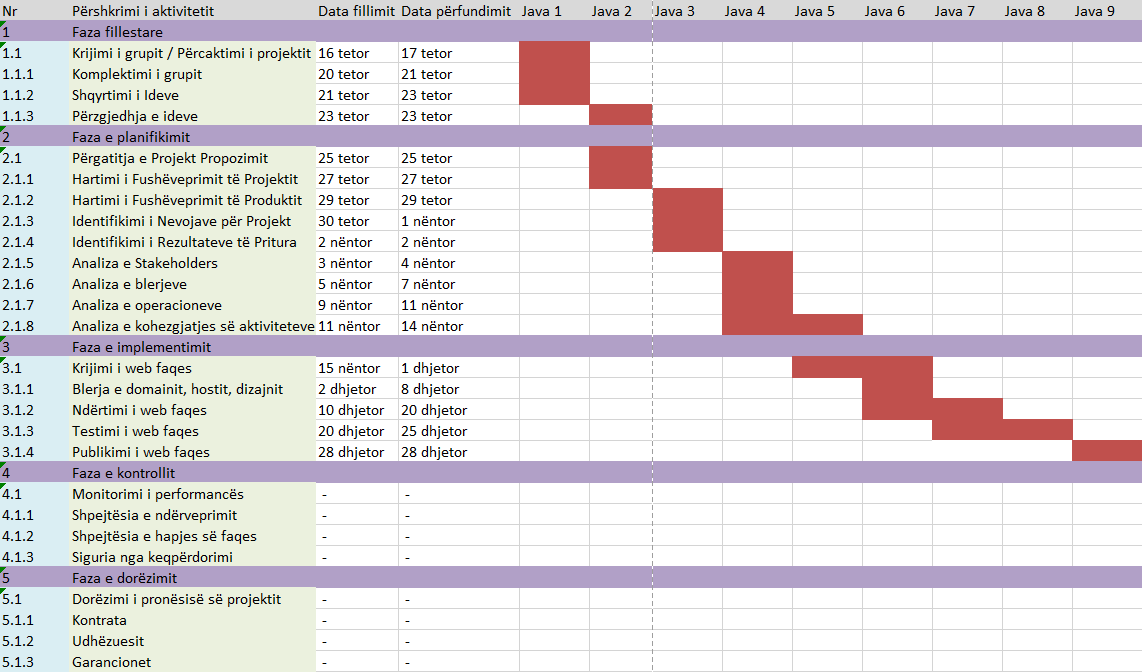 Nr Përshkrimi i aktivitetit Data fillimit Data përfundimit Java 1 Java 2 Java 3 Java 4 Java 5 Java 6 Java 7 Java 8 Java 9
1 Faza fillestare
1.1 Krijimi i grupit / Përcaktimi i projektit 16 tetor 17 tetor
1.1.1 Komplektimi i grupit 20 tetor 21 tetor
1.1.2 Shqyrtimi i Ideve 21 tetor 23 tetor
1.1.3 Përzgjedhja e ideve 23 tetor 23 tetor
2 Faza e planifikimit
2.1 Përgatitja e Projekt Propozimit 25 tetor 25 tetor
2.1.1 Hartimi i Fushëveprimit të Projektit 27 tetor 27 tetor
2.1.2 Hartimi i Fushëveprimit të Produktit 29 tetor 29 tetor
2.1.3 Identifikimi i Nevojave për Projekt 30 tetor 1 nëntor
2.1.4 Identifikimi i Rezultateve të Pritura 2 nëntor 2 nëntor
2.1.5 Analiza e Stakeholders 3 nëntor 4 nëntor
2.1.6 Analiza e blerjeve 5 nëntor 7 nëntor
2.1.7 Analiza e operacioneve 9 nëntor 11 nëntor
2.1.8 Analiza e kohezgjatjes së aktiviteteve 11 nëntor 14 nëntor
3 Faza e implementimit
3.1 Krijimi i web faqes 15 nëntor 1 dhjetor
3.1.1 Blerja e domainit, hostit, dizajnit 2 dhjetor 8 dhjetor
3.1.2 Ndërtimi i web faqes 10 dhjetor 20 dhjetor
3.1.3 Testimi i web faqes 20 dhjetor 25 dhjetor
3.1.4 Publikimi i web faqes 28 dhjetor 28 dhjetor
4 Faza e kontrollit
4.1 Monitorimi i performancës - -
4.1.1 Shpejtësia e ndërveprimit - -
4.1.2 Shpejtësia e hapjes së faqes - -
4.1.3 Siguria nga keqpërdorimi - -
5 Faza e dorëzimit
5.1 Dorëzimi i pronësisë së projektit - -
5.1.1 Kontrata - -
5.1.2 Udhëzuesit - -
5.1.3 Garancionet - -